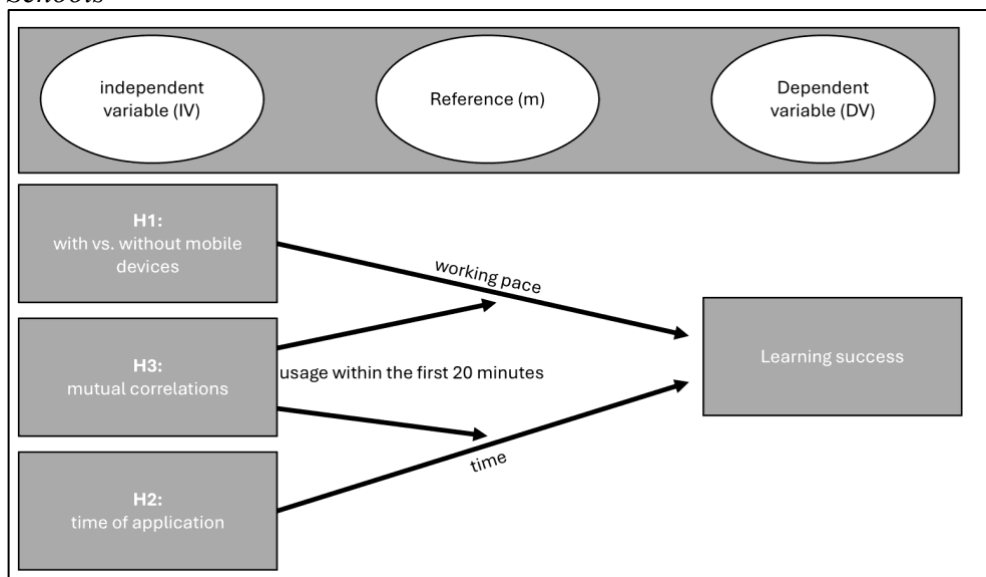 Schools
independent
variable (IV)
Reference (m)
Dependent
variable (DV)
H1:
with vs. without mobile
devices
working pace
H3:
mutual correlations
usage within the first 20 minutes
Learning success
H2:
time of application
time